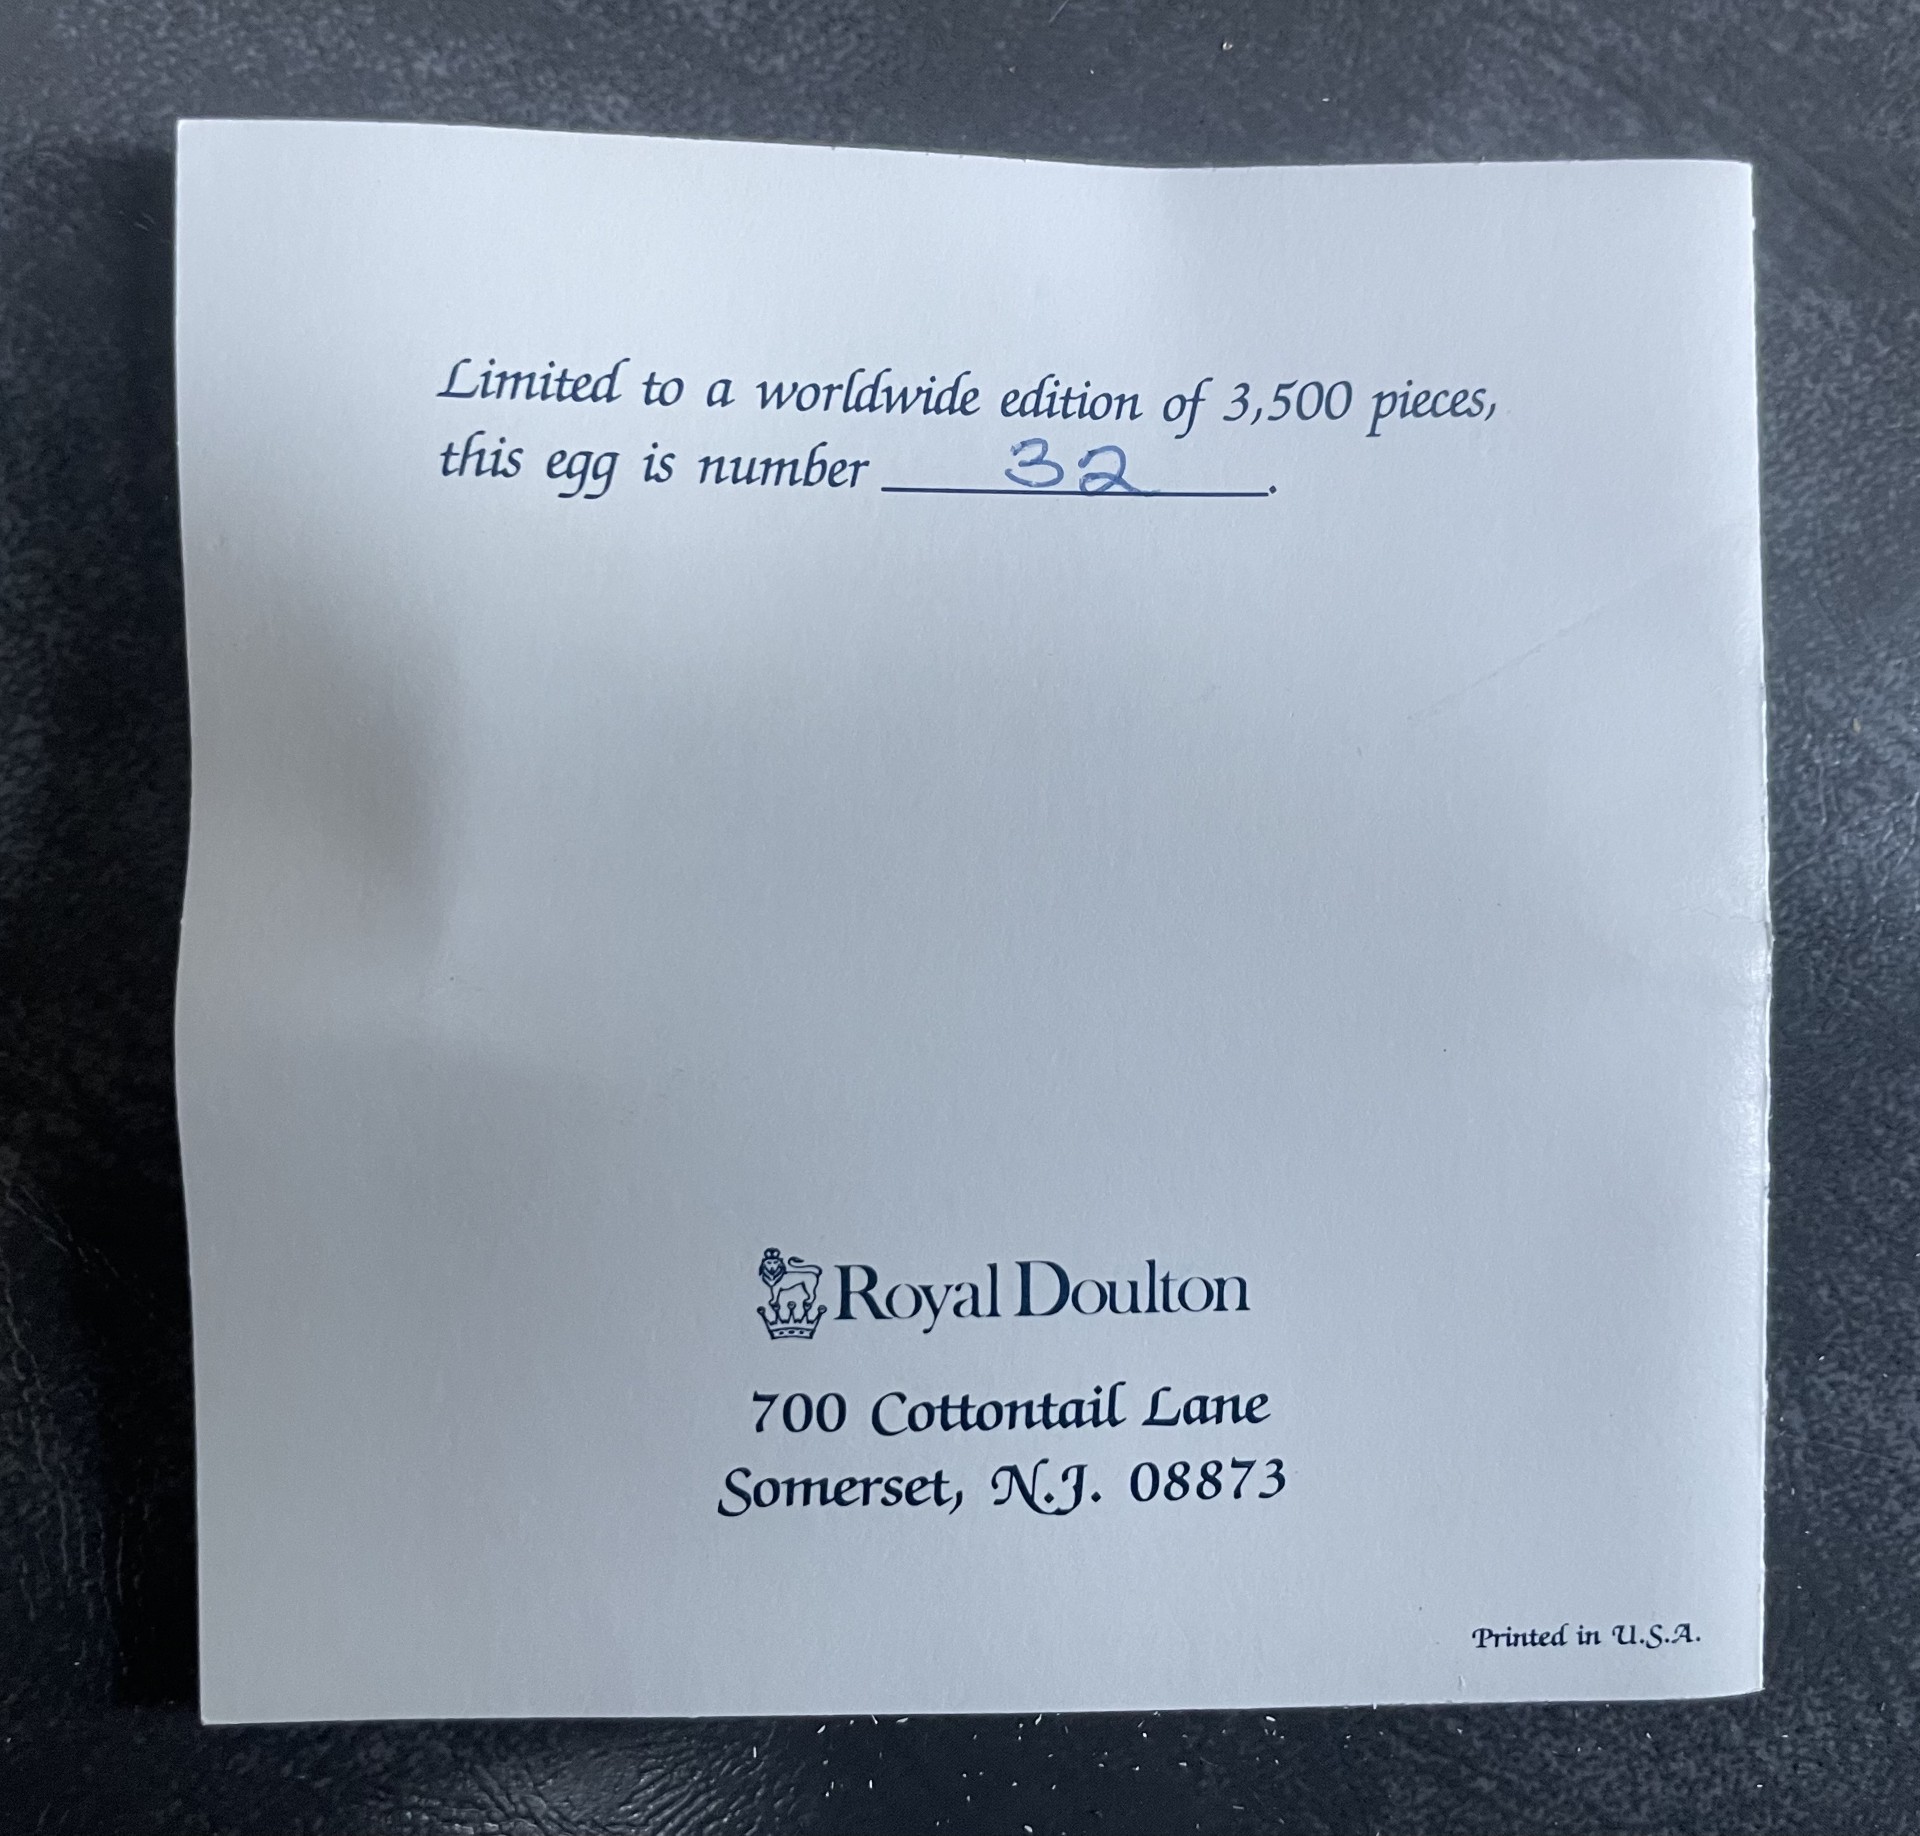 Limited to a worldwide edition of 3,500 pieces,
this egg is number 32.
Royal Doulton
700 Cottontail Lane
Somerset, N.J. 08873
Printed in U.S.A.